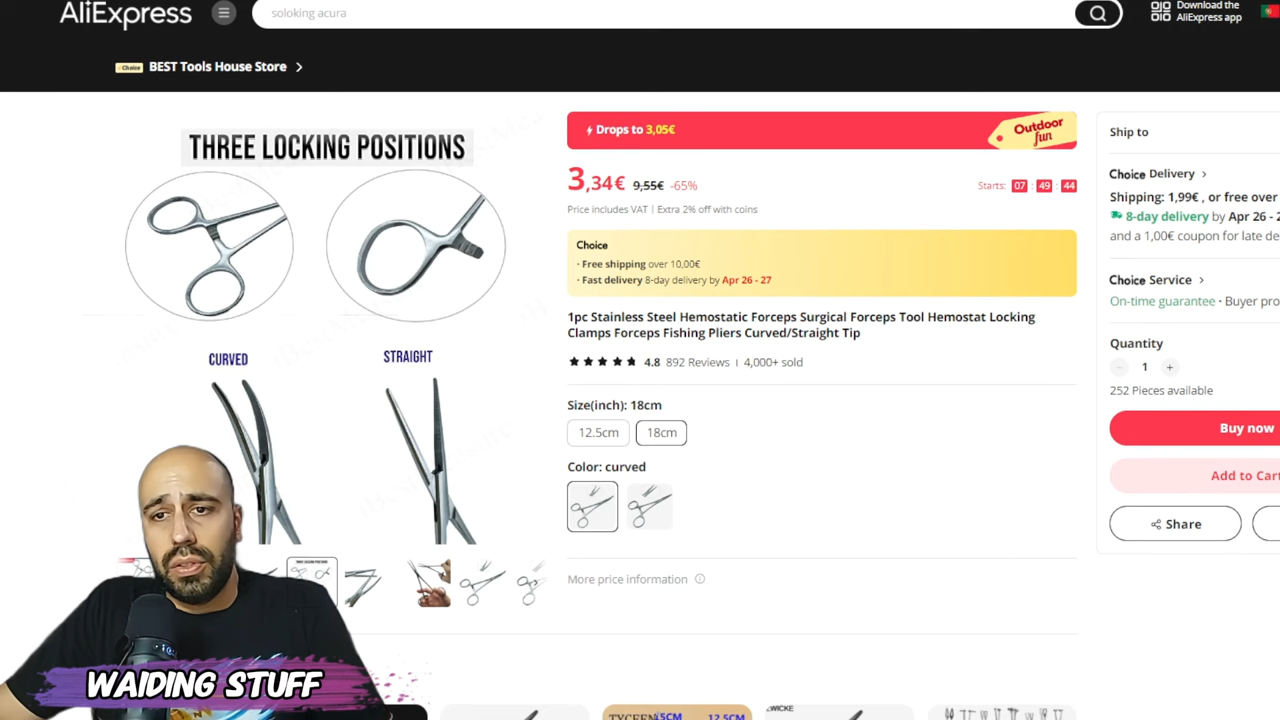 AliExpress
soloking acura
Download the
AliExpress app
Choice
BEST Tools House Store
THREE LOCKING POSITIONS
CURVED
STRAIGHT
Drops to 3,05€
Outdoor
fun
3,34€ 9,55€ -65%
Starts: 07 : 49 : 44
Price includes VAT | Extra 2% off with coins
Choice
· Free shipping over 10,00€
· Fast delivery 8-day delivery by Apr 26 - 27
1pc Stainless Steel Hemostatic Forceps Surgical Forceps Tool Hemostat Locking
Clamps Forceps Fishing Pliers Curved/Straight Tip
4.8 892 Reviews | 4,000+ sold
Size(inch): 18cm
12.5cm 18cm
Color: curved
More price information
Ship to
Choice Delivery
Shipping: 1,99€ , or free over
8-day delivery by Apr 26 - 2
and a 1,00€ coupon for late de
Choice Service
On-time guarantee · Buyer pro
Quantity
- 1 +
252 Pieces available
Buy now
Add to Cart
Share
WAIDING STUFF
12.5CM